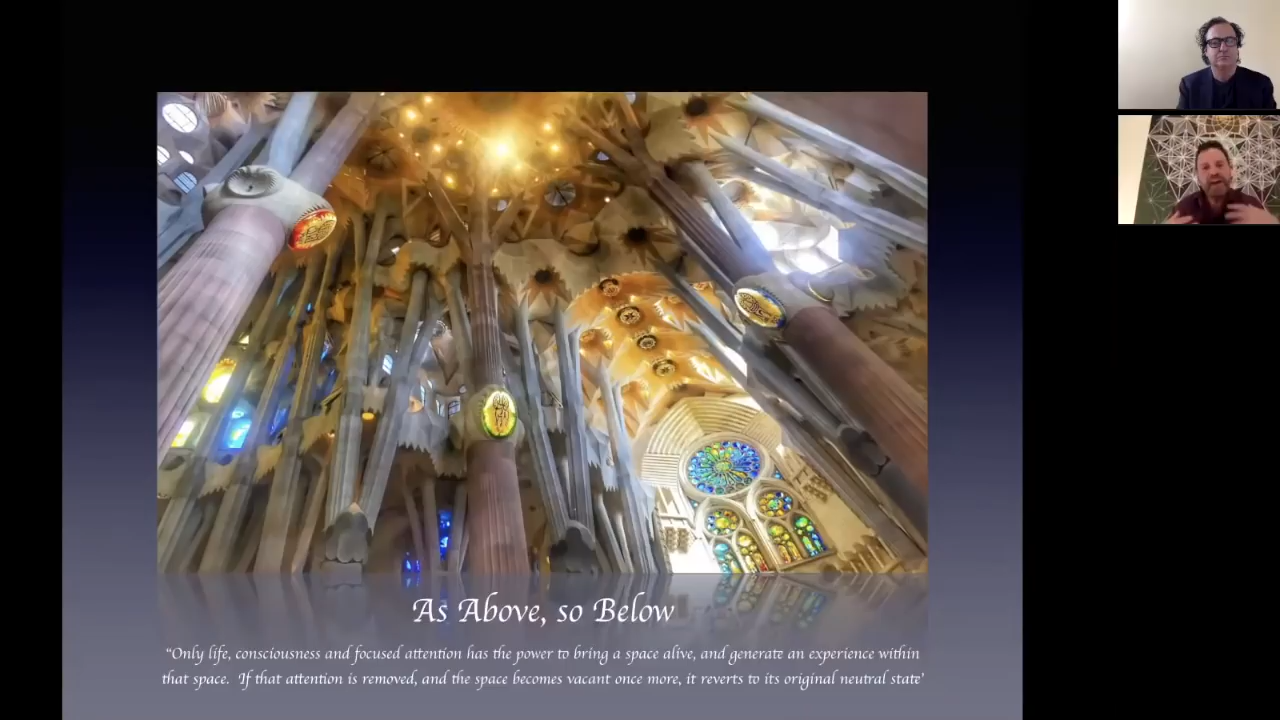 As Above, so Below
"Only life, consciousness and focused attention has the power to bring a space alive, and generate an experience within
that space.  If that attention is removed, and the space becomes vacant once more, it reverts to its original neutral state'